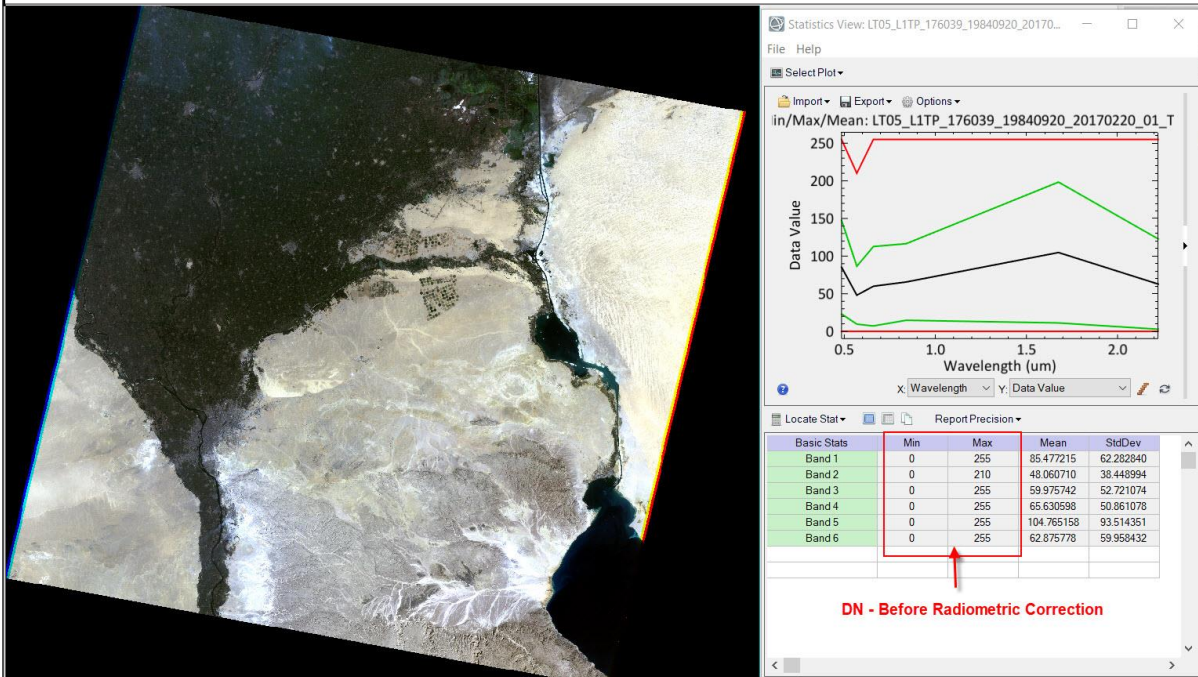 Statistics View: LT05_L1TP_176039_19840920_20170...
File Help
Select Plot
Import Export Options
in/Max/Mean: LT05_L1TP_176039_19840920_20170220_01_T
250
200
150
100
50
0
Data Value
0.5 1.0 1.5 2.0
Wavelength (um)
X: Wavelength Y: Data Value
Locate Stat Report Precision
Basic Stats Min Max Mean StdDev
Band 1 0 255 85.477215 62.282840
Band 2 0 210 48.060710 38.448994
Band 3 0 255 59.975742 52.721074
Band 4 0 255 65.630598 50.861078
Band 5 0 255 104.765158 93.514351
Band 6 0 255 62.875778 59.958432
DN - Before Radiometric Correction